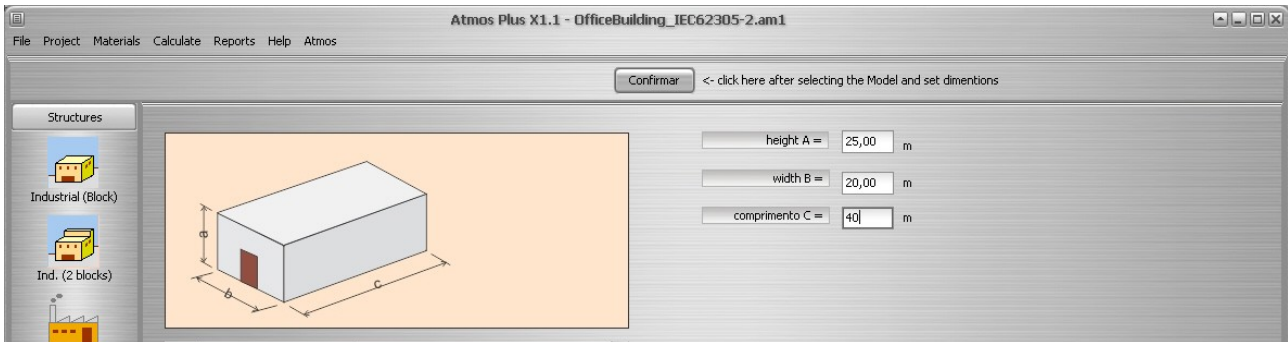 Atmos Plus X1.1 - OfficeBuilding_IEC62305-2.am1
File Project Materials Calculate Reports Help Atmos
Confirmar <- click here after selecting the Model and set dimentions
Structures
Industrial (Block)
Ind. (2 blocks)
a
b
c
height A = 25,00 m
width B = 20,00 m
comprimento C = 40 m